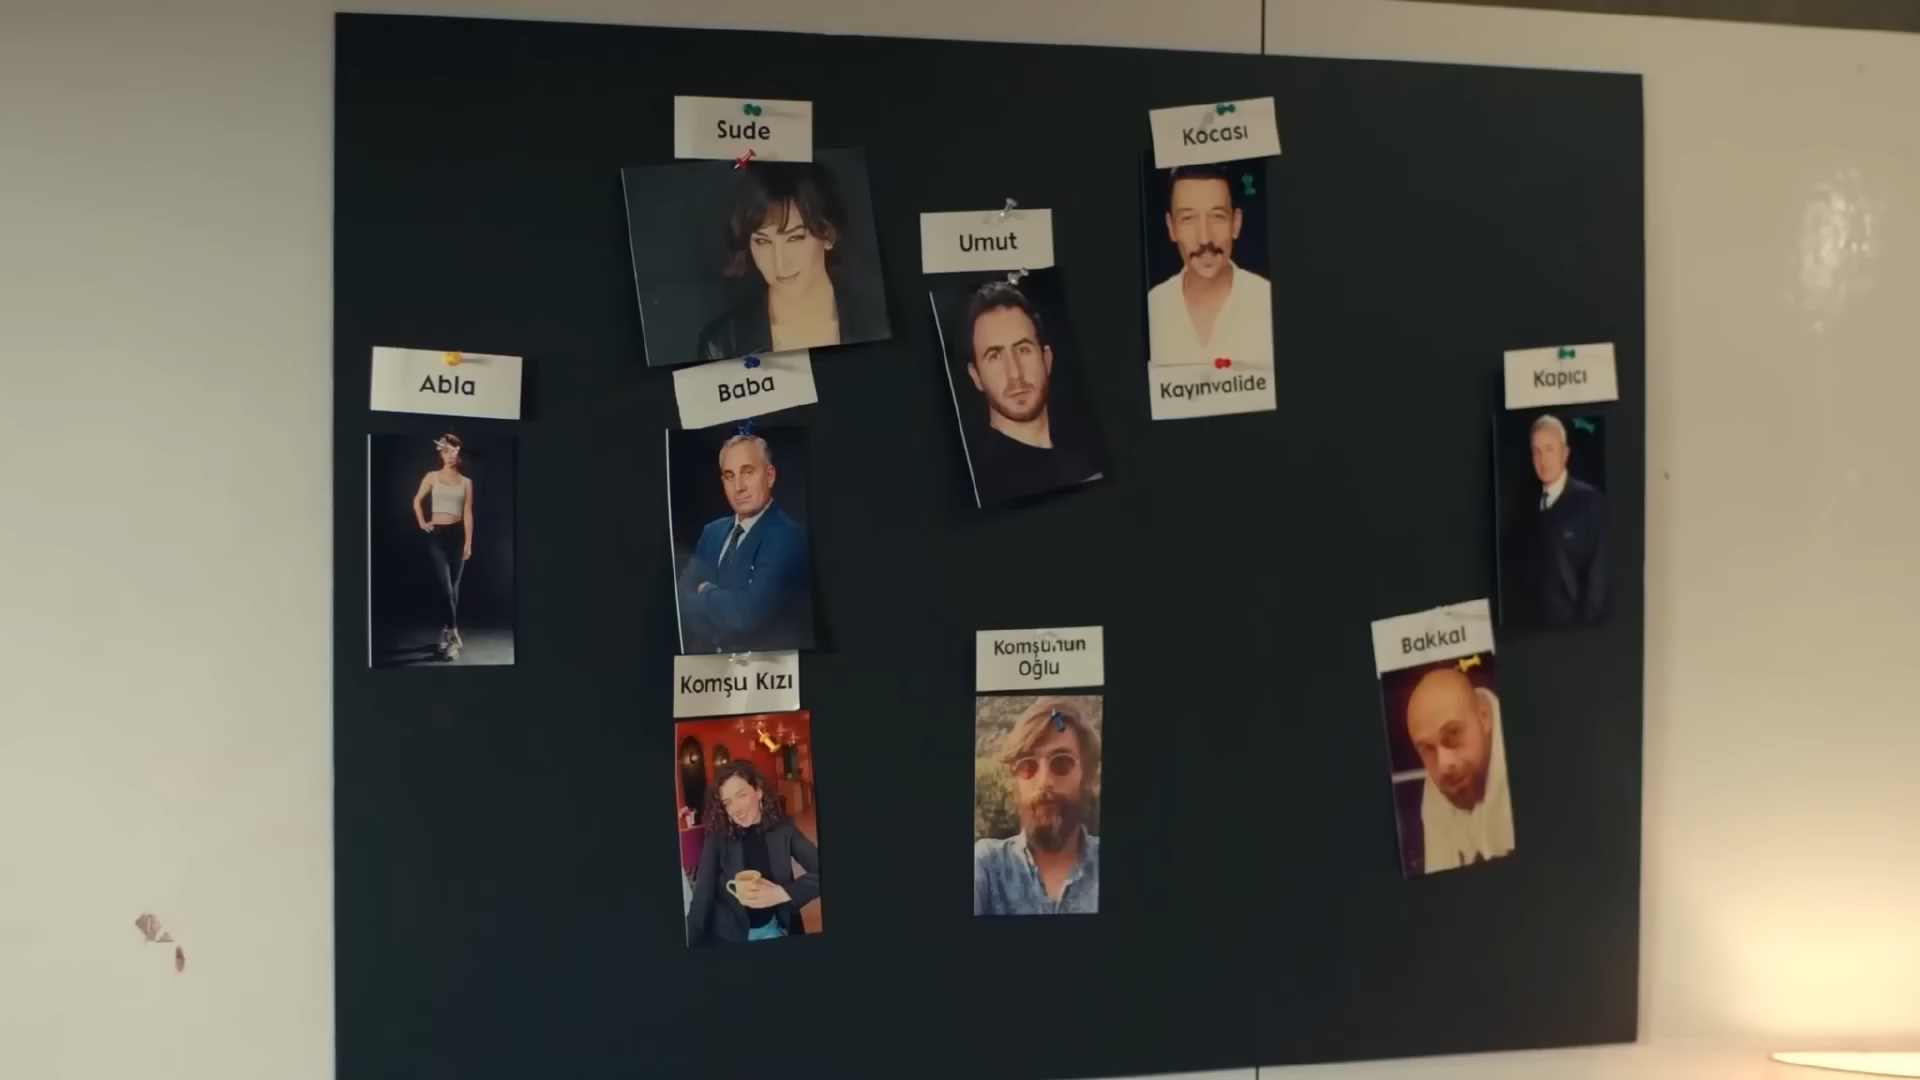 Sude
Kocası
Umut
Abla
Baba
Kayınvalide
Kapıcı
Komşu Kızı
Komşunun
Oğlu
Bakkal